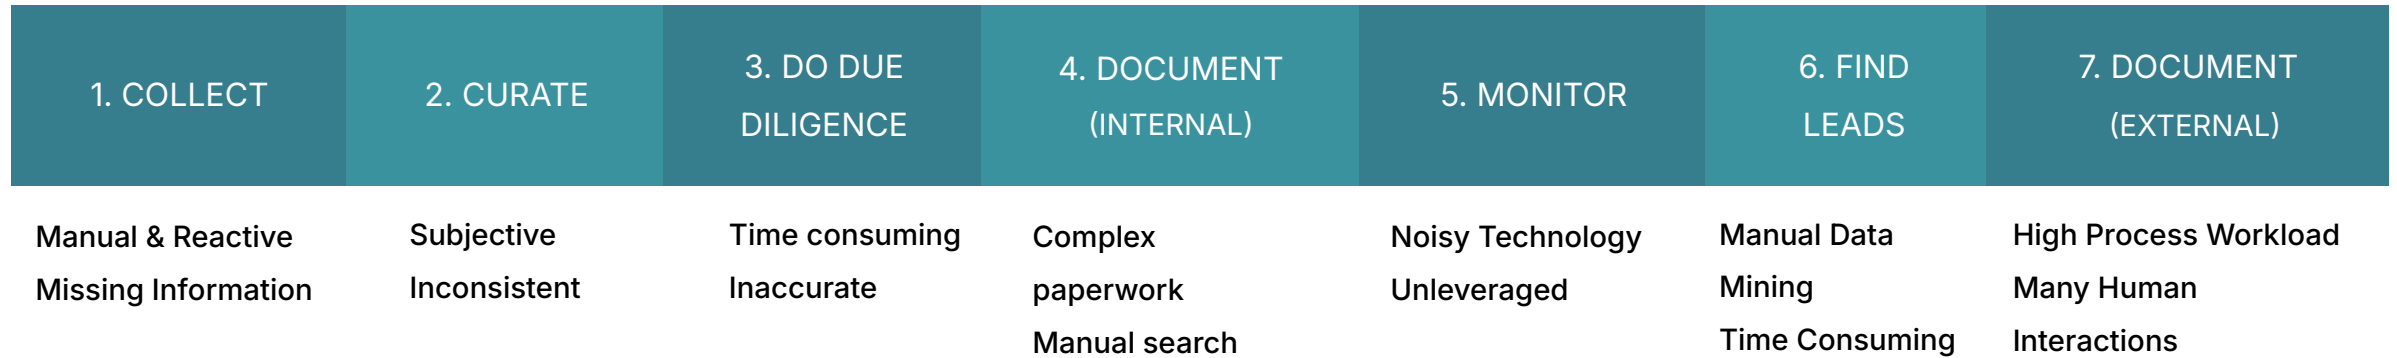 1. COLLECT
2. CURATE
3. DO DUE
DILIGENCE
4. DOCUMENT
(INTERNAL)
5. MONITOR
6. FIND
LEADS
7. DOCUMENT
(EXTERNAL)
Manual & Reactive
Missing Information
Subjective
Inconsistent
Time consuming
Inaccurate
Complex
paperwork
Manual search
Noisy Technology
Unleveraged
Manual Data
Mining
Time Consuming
High Process Workload
Many Human
Interactions